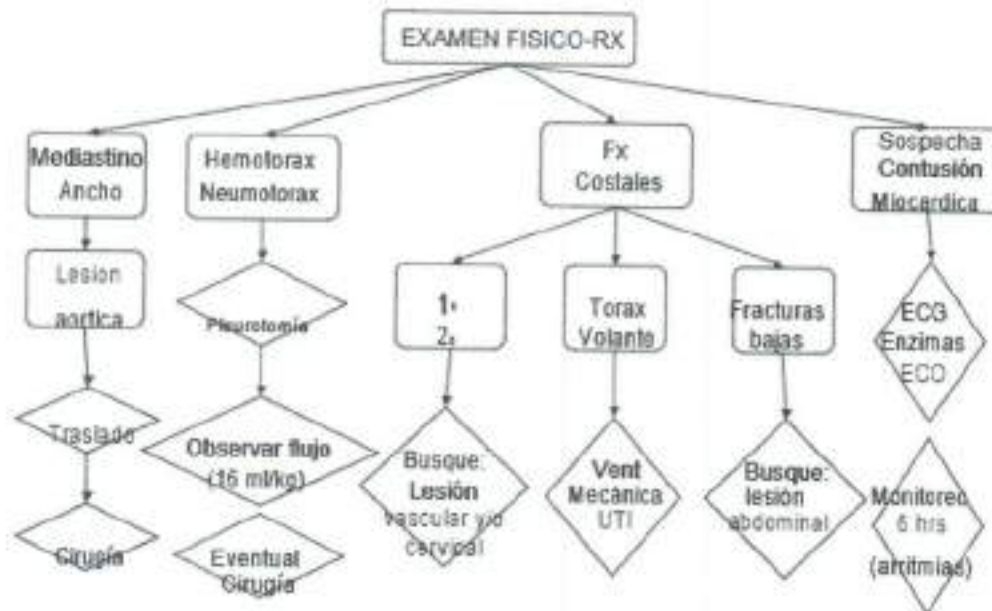 EXAMEN FISICO-RX
Mediastino
Ancho
Hemotorax
Neumotorax
Fx
Costales
Sospecha
Contusión
Miocardica
Lesion
aortica
Pleurotomía
1ª
2ª
Torax
Volante
Fracturas
bajas
ECG
Enzimas
ECO
Traslado
Observar flujo
(15 ml/kg)
Busque:
Lesión
vascular y/o
cervical
Vent
Mecánica
UTI
Busque:
lesión
abdominal
Monitoreo
6 hrs
(arritmias)
Cirugía
Eventual
Cirugía